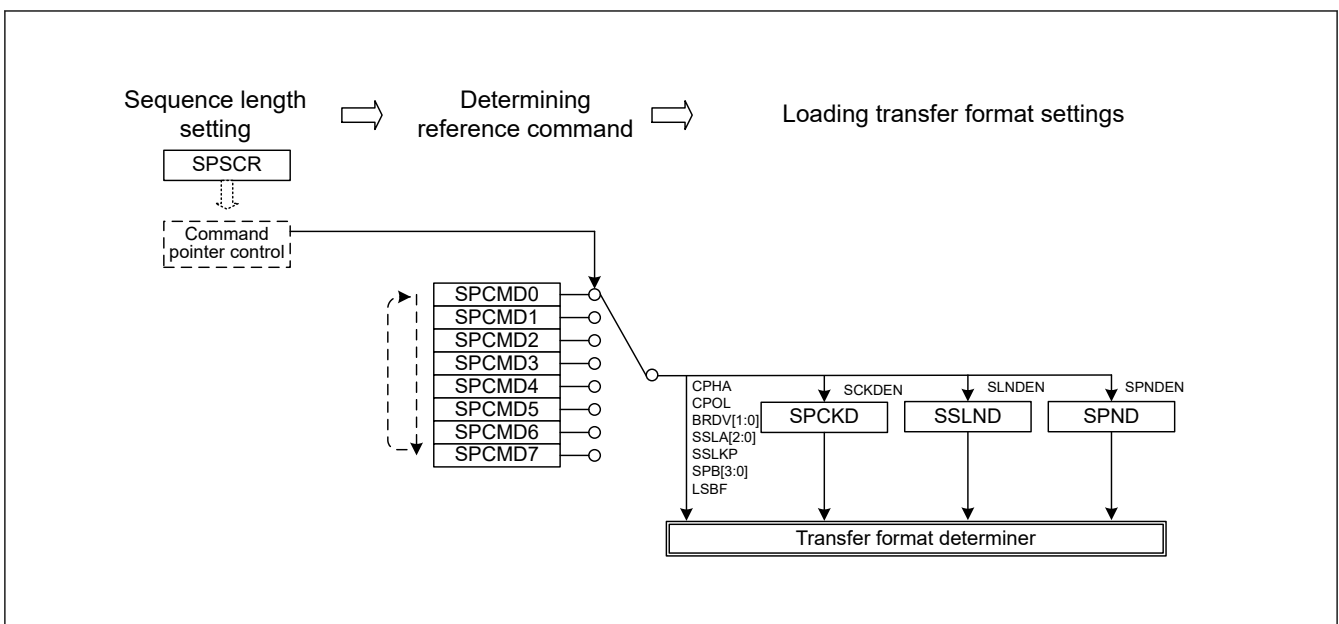 Sequence length
setting
Determining
reference command
Loading transfer format settings
SPSCR
Command
pointer control
SPCMD0
SPCMD1
SPCMD2
SPCMD3
SPCMD4
SPCMD5
SPCMD6
SPCMD7
CPHA
CPOL
BRDV[1:0]
SSLA[2:0]
SSLKP
SPB[3:0]
LSBF
SCKDEN
SPCKD
SLNDEN
SSLND
SPNDEN
SPND
Transfer format determiner